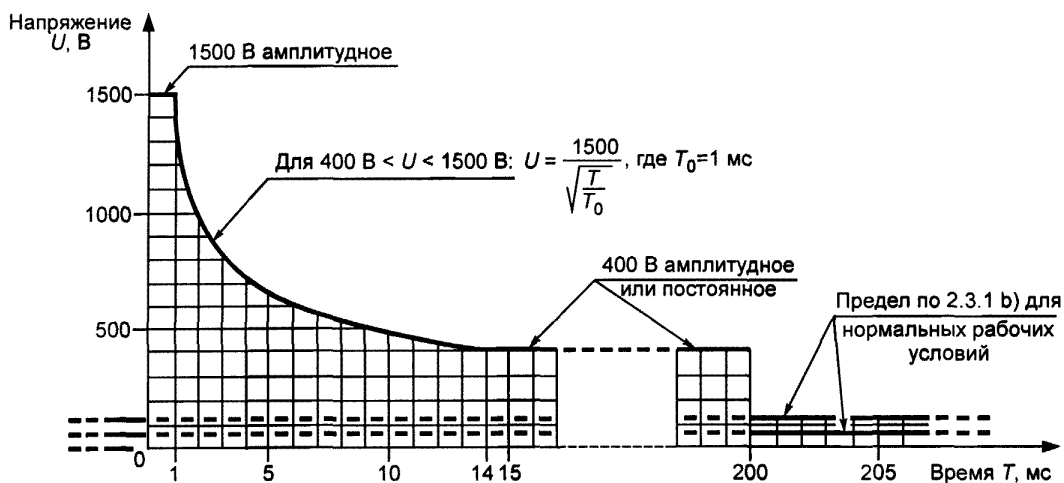 Напряжение
U, В
1500 В амплитудное
1500
Для 400 В < U < 1500 В: U = 1500 / √(T/T₀), где T₀=1 мс
1000
400 В амплитудное
или постоянное
Предел по 2.3.1 b) для
нормальных рабочих
условий
500
0
1
5
10
14 15
200
205
Время T, мс